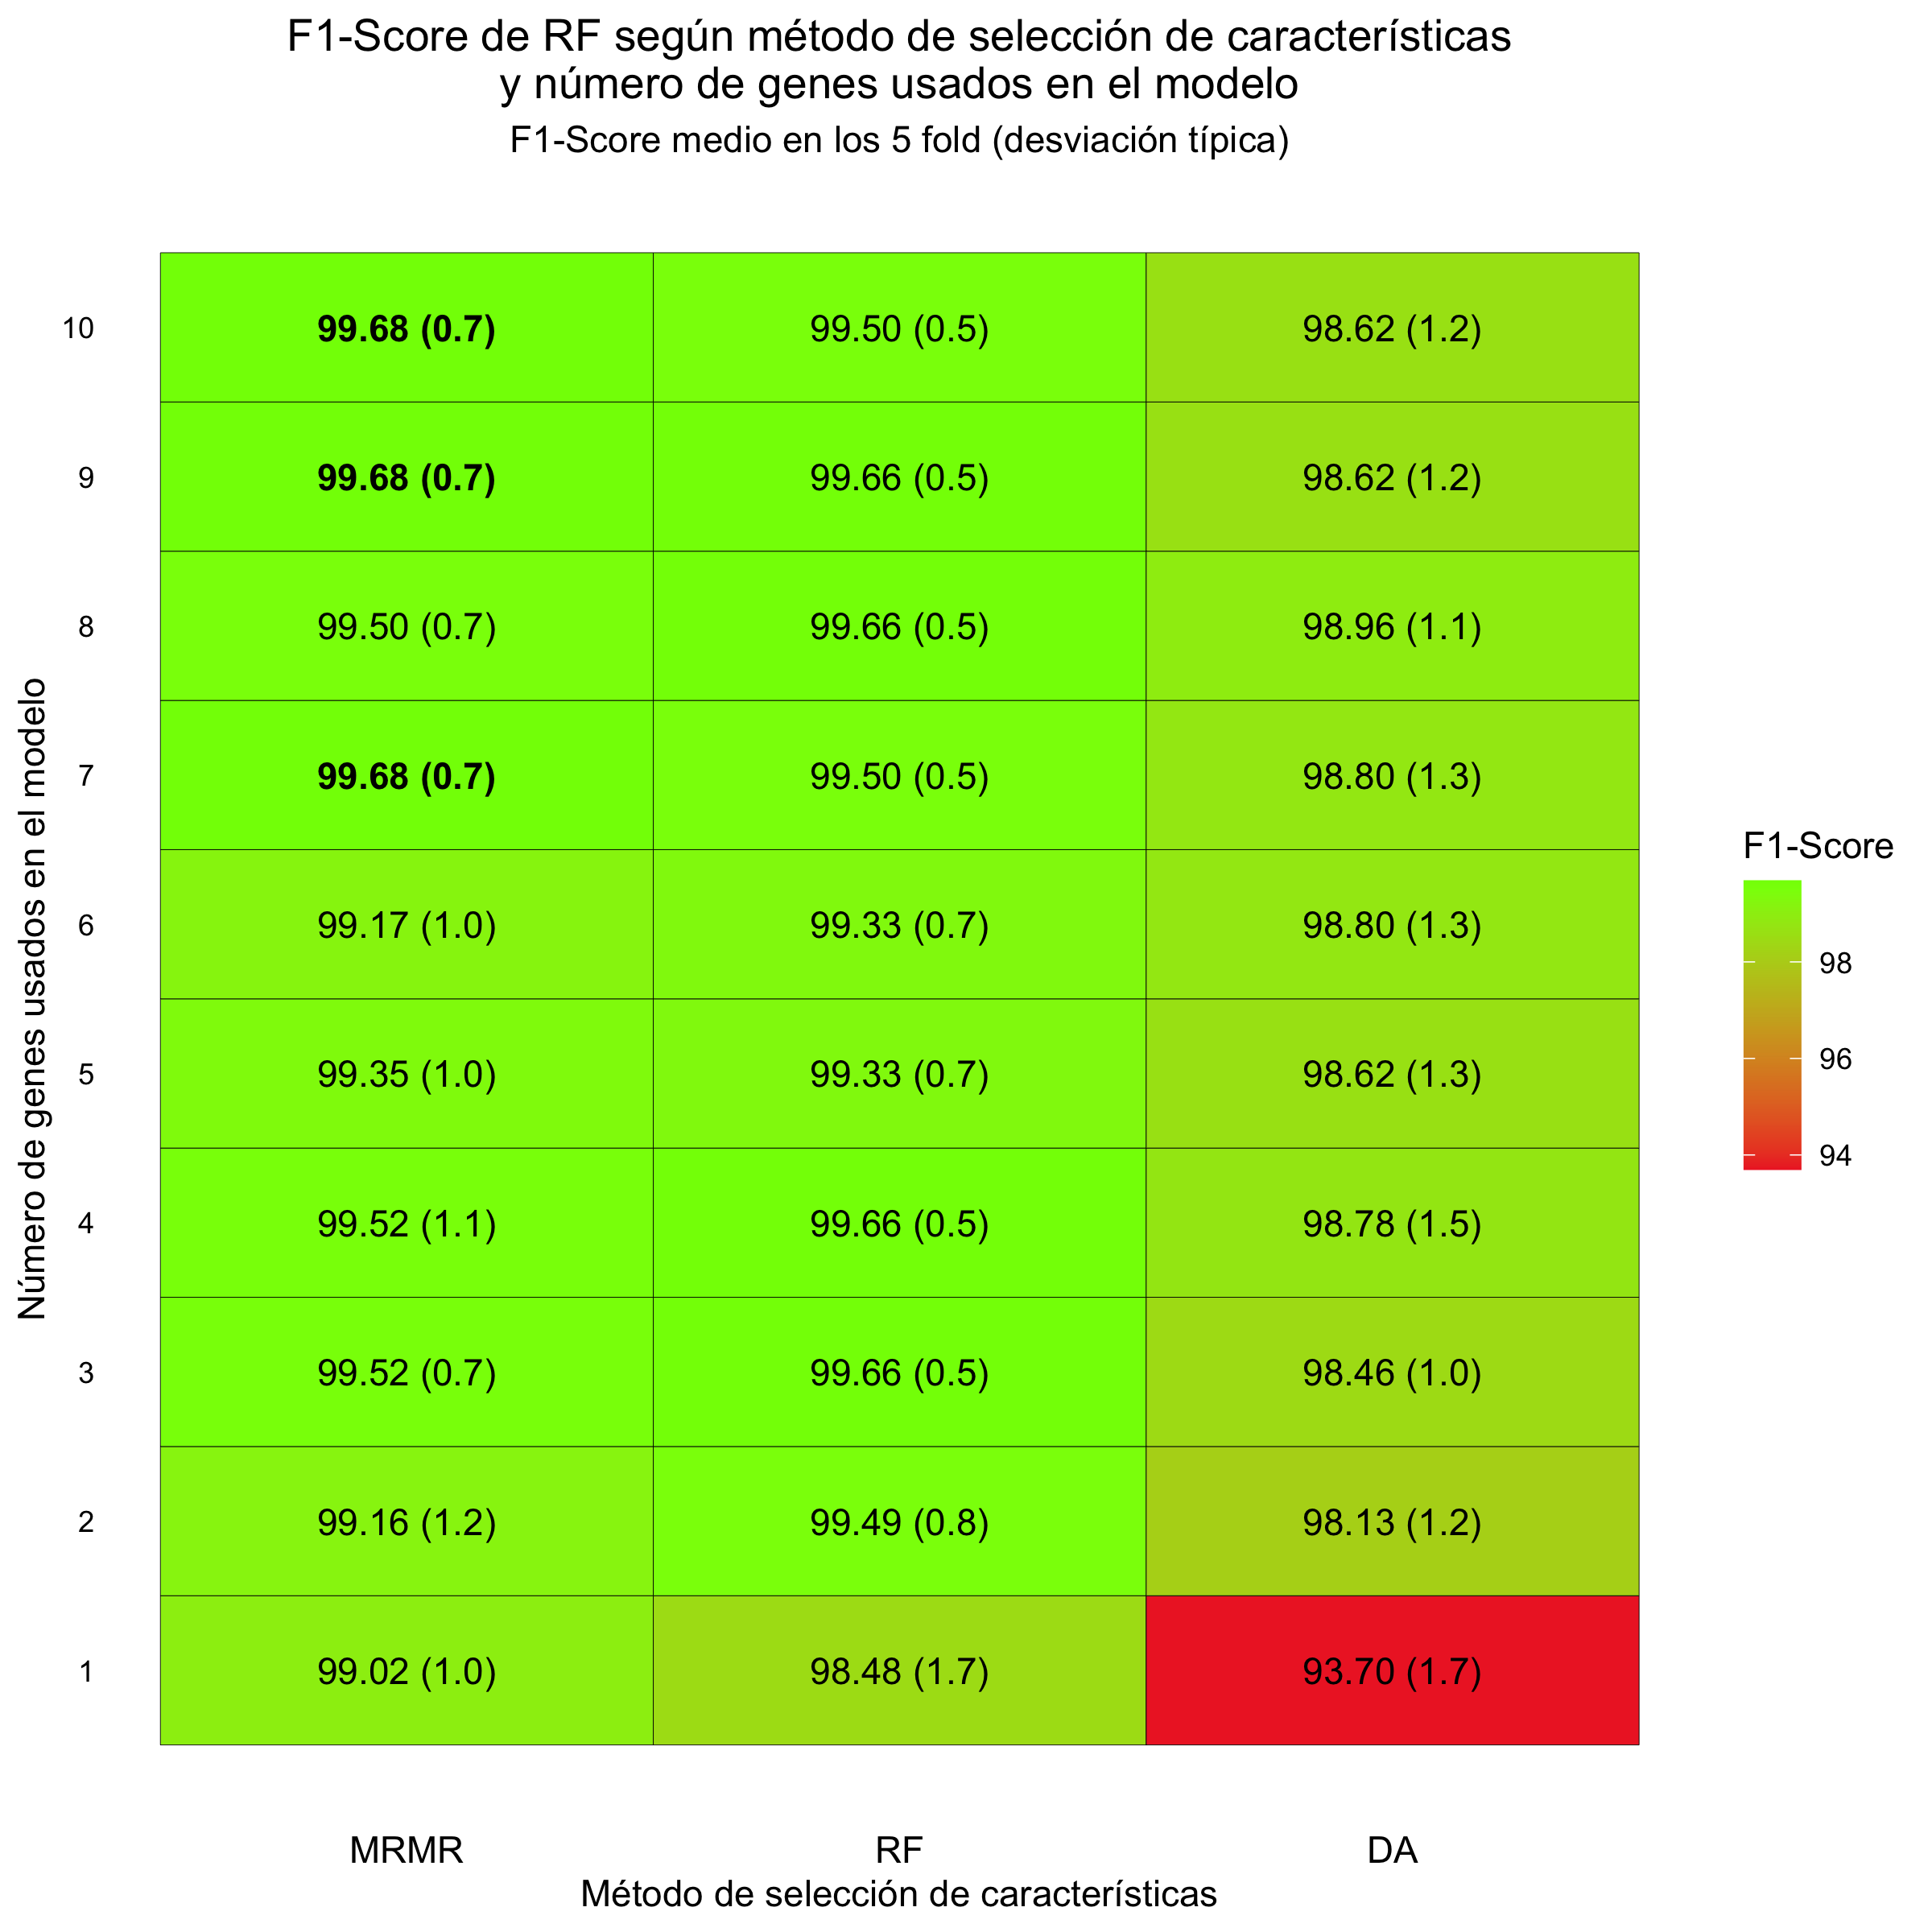 F1-Score de RF según método de selección de características
y número de genes usados en el modelo
F1-Score medio en los 5 fold (desviación típica)
Número de genes usados en el modelo
10 99.68 (0.7) 99.50 (0.5) 98.62 (1.2)
9 99.68 (0.7) 99.66 (0.5) 98.62 (1.2)
8 99.50 (0.7) 99.66 (0.5) 98.96 (1.1)
7 99.68 (0.7) 99.50 (0.5) 98.80 (1.3)
6 99.17 (1.0) 99.33 (0.7) 98.80 (1.3)
5 99.35 (1.0) 99.33 (0.7) 98.62 (1.3)
4 99.52 (1.1) 99.66 (0.5) 98.78 (1.5)
3 99.52 (0.7) 99.66 (0.5) 98.46 (1.0)
2 99.16 (1.2) 99.49 (0.8) 98.13 (1.2)
1 99.02 (1.0) 98.48 (1.7) 93.70 (1.7)
MRMR RF DA
Método de selección de características
F1-Score
98
96
94